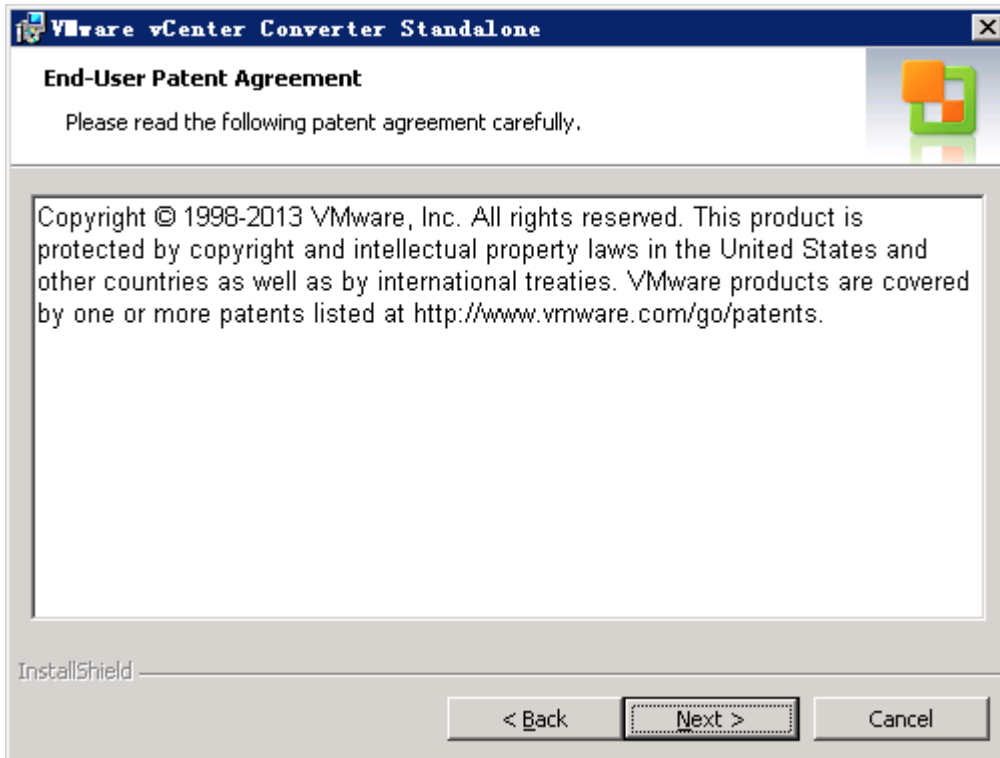 VMware vCenter Converter Standalone
End-User Patent Agreement
Please read the following patent agreement carefully.
Copyright © 1998-2013 VMware, Inc. All rights reserved. This product is
protected by copyright and intellectual property laws in the United States and
other countries as well as by international treaties. VMware products are covered
by one or more patents listed at http://www.vmware.com/go/patents.
InstallShield
< Back
Next >
Cancel